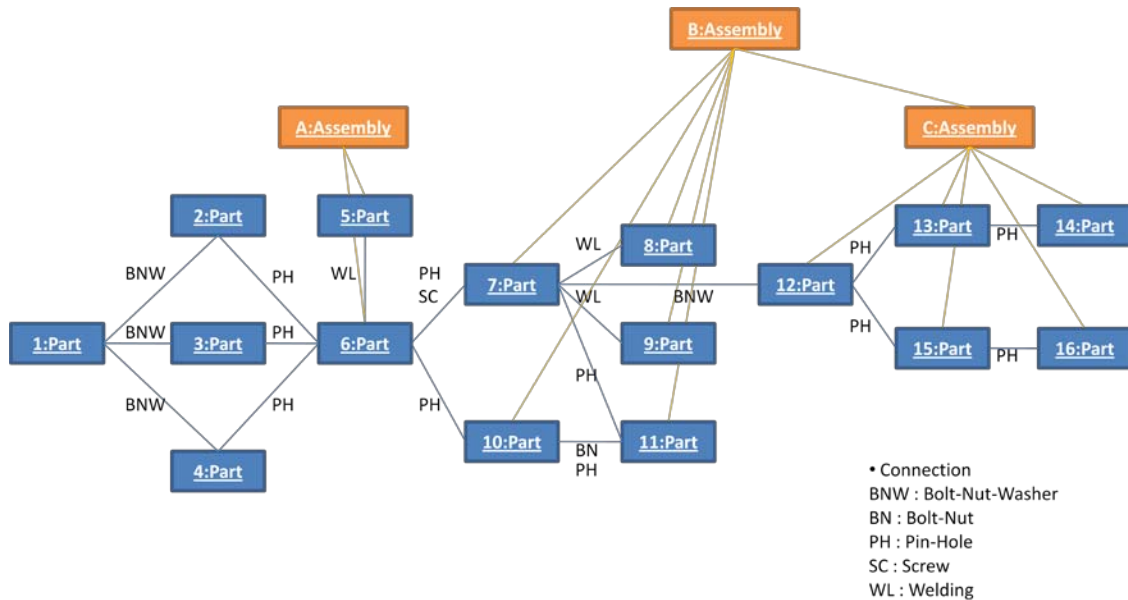 B:Assembly
A:Assembly
C:Assembly
2:Part
5:Part
13:Part
14:Part
8:Part
WL
PH
PH
BNW
PH
WL
PH
SC
7:Part
WL
BNW
12:Part
BNW
PH
1:Part
3:Part
6:Part
9:Part
PH
15:Part
16:Part
PH
PH
BNW
PH
PH
10:Part
11:Part
BN
PH
4:Part
• Connection
BNW : Bolt-Nut-Washer
BN : Bolt-Nut
PH : Pin-Hole
SC : Screw
WL : Welding